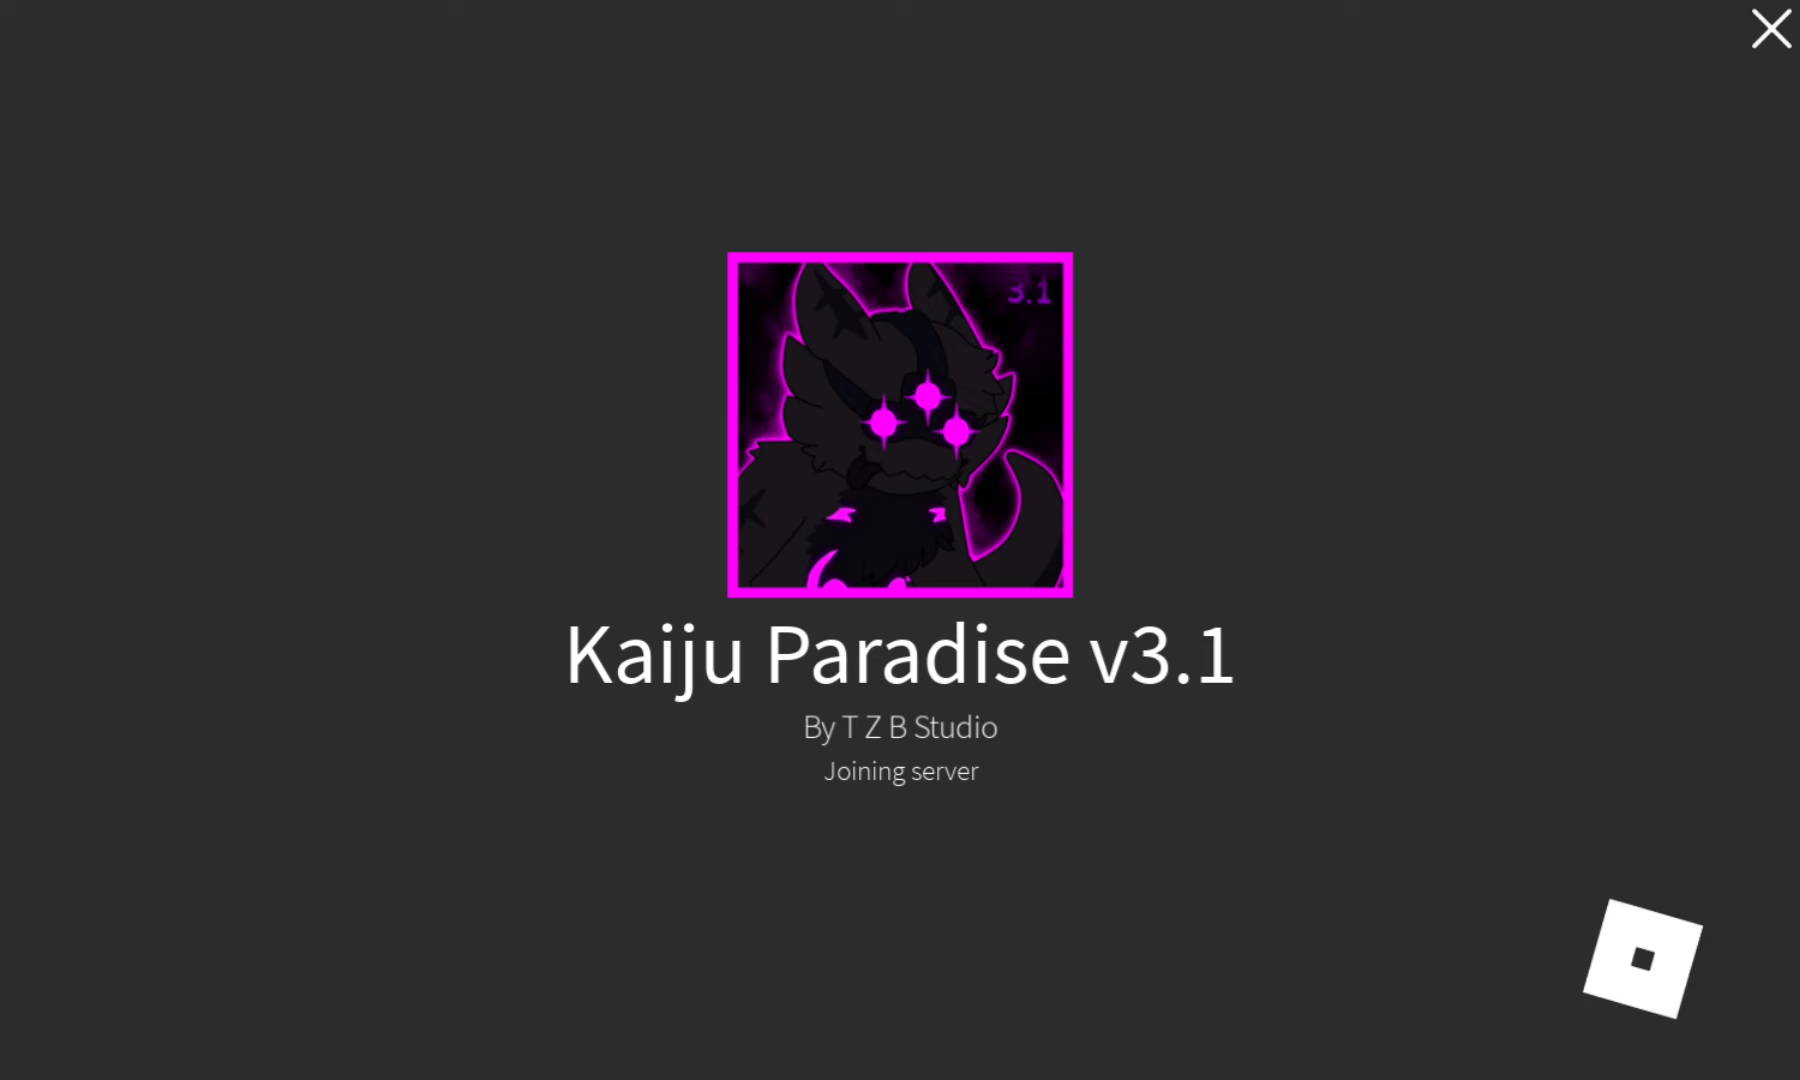 3.1
Kaiju Paradise v3.1
By T Z B Studio
Joining server